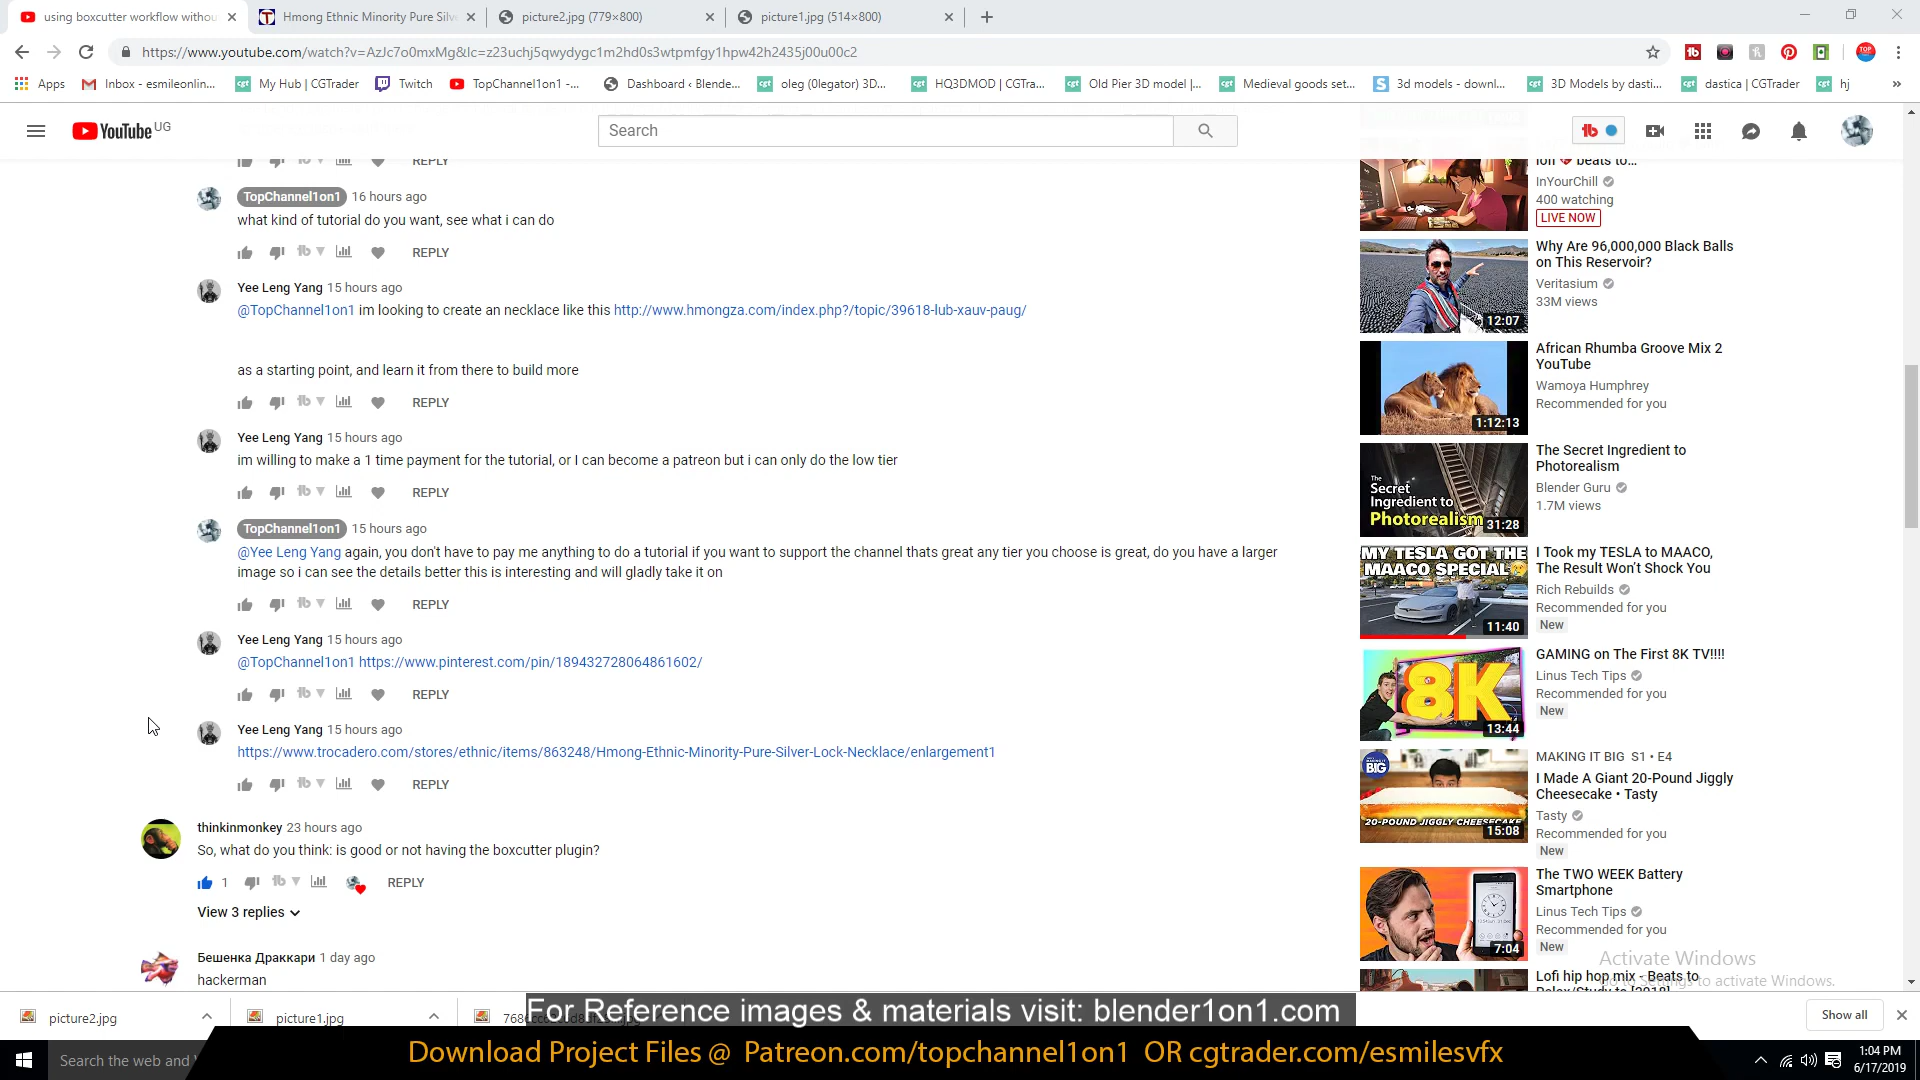 using boxcutter workflow withou
Hmong Ethnic Minority Pure Silv
picture2.jpg (779×800)
picture1.jpg (514×800)
https://www.youtube.com/watch?v=AzJc7o0mxMg&lc=z23uchj5qwydygc1m2hd0s3wtpmfgy1hpw42h2435j00u00c2
Apps
Inbox - esmileonlin...
My Hub | CGTrader
Twitch
TopChannel1on1 -...
Dashboard ‹ Blende...
oleg (0legator) 3D...
HQ3DMOD | CGTra...
Old Pier 3D model |...
Medieval goods set...
3d models - downl...
3D Models by dasti...
dastica | CGTrader
hj
YouTube UG
Search
REPLY
TopChannel1on1 16 hours ago
what kind of tutorial do you want, see what i can do
REPLY
Yee Leng Yang 15 hours ago
@TopChannel1on1 im looking to create an necklace like this http://www.hmongza.com/index.php?/topic/39618-lub-xauv-paug/
as a starting point, and learn it from there to build more
REPLY
Yee Leng Yang 15 hours ago
im willing to make a 1 time payment for the tutorial, or I can become a patreon but i can only do the low tier
REPLY
TopChannel1on1 15 hours ago
@Yee Leng Yang again, you don't have to pay me anything to do a tutorial if you want to support the channel thats great any tier you choose is great, do you have a larger
image so i can see the details better this is interesting and will gladly take it on
REPLY
Yee Leng Yang 15 hours ago
@TopChannel1on1 https://www.pinterest.com/pin/189432728064861602/
REPLY
Yee Leng Yang 15 hours ago
https://www.trocadero.com/stores/ethnic/items/863248/Hmong-Ethnic-Minority-Pure-Silver-Lock-Necklace/enlargement1
REPLY
thinkinmonkey 23 hours ago
So, what do you think: is good or not having the boxcutter plugin?
1
REPLY
View 3 replies
Бешенка Драккари 1 day ago
hackerman
beats to...
InYourChill
400 watching
LIVE NOW
Why Are 96,000,000 Black Balls
on This Reservoir?
Veritasium
33M views
12:07
African Rhumba Groove Mix 2
YouTube
Wamoya Humphrey
Recommended for you
1:12:13
The Secret Ingredient to
Photorealism
Blender Guru
1.7M views
The
Secret
Ingredient to
Photorealism
31:28
I Took my TESLA to MAACO,
The Result Won't Shock You
Rich Rebuilds
Recommended for you
New
MY TESLA GOT THE
MAACO SPECIAL
11:40
GAMING on The First 8K TV!!!!
Linus Tech Tips
Recommended for you
New
8K
13:44
MAKING IT BIG S1 • E4
I Made A Giant 20-Pound Jiggly
Cheesecake • Tasty
Tasty
Recommended for you
New
MAKING IT
BIG
20-POUND JIGGLY CHEESECAKE
15:08
The TWO WEEK Battery
Smartphone
Linus Tech Tips
Recommended for you
New
7:04
Lofi hip hop mix - Beats to
Activate Windows
Go to Settings to activate Windows.
picture2.jpg
picture1.jpg
Show all
For Reference images & materials visit: blender1on1.com
Download Project Files @ Patreon.com/topchannel1on1 OR cgtrader.com/esmilesvfx
Search the web and
1:04 PM
6/17/2019